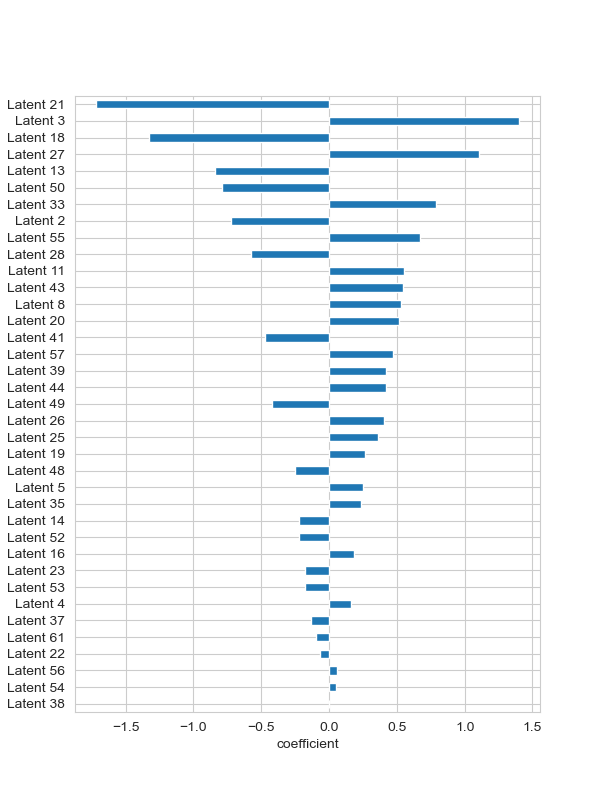 Latent 21
Latent 3
Latent 18
Latent 27
Latent 13
Latent 50
Latent 33
Latent 2
Latent 55
Latent 28
Latent 11
Latent 43
Latent 8
Latent 20
Latent 41
Latent 57
Latent 39
Latent 44
Latent 49
Latent 26
Latent 25
Latent 19
Latent 48
Latent 5
Latent 35
Latent 14
Latent 52
Latent 16
Latent 23
Latent 53
Latent 4
Latent 37
Latent 61
Latent 22
Latent 56
Latent 54
Latent 38
−1.5 −1.0 −0.5 0.0 0.5 1.0 1.5
coefficient